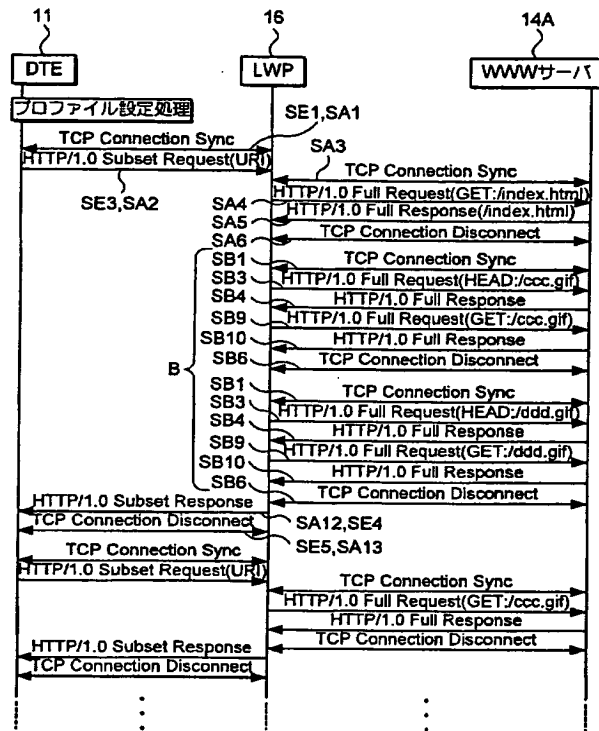 11
16
14A
DTE
LWP
WWWサーバ
プロファイル設定処理
SE1,SA1
TCP Connection Sync
SA3
HTTP/1.0 Subset Request(URI)
TCP Connection Sync
SE3,SA2
HTTP/1.0 Full Request(GET:/index.html)
SA4
HTTP/1.0 Full Response(/index.html)
SA5
TCP Connection Disconnect
SA6
TCP Connection Sync
SB1
HTTP/1.0 Full Request(HEAD:/ccc.gif)
SB3
HTTP/1.0 Full Response
SB4
HTTP/1.0 Full Request(GET:/ccc.gif)
SB9
HTTP/1.0 Full Response
SB10
TCP Connection Disconnect
SB6
B
TCP Connection Sync
SB1
HTTP/1.0 Full Request(HEAD:/ddd.gif)
SB3
HTTP/1.0 Full Response
SB4
HTTP/1.0 Full Request(GET:/ddd.gif)
SB9
HTTP/1.0 Full Response
SB10
TCP Connection Disconnect
SB6
HTTP/1.0 Subset Response
SA12,SE4
TCP Connection Disconnect
SE5,SA13
TCP Connection Sync
HTTP/1.0 Subset Request(URI)
TCP Connection Sync
HTTP/1.0 Full Request(GET:/ccc.gif)
HTTP/1.0 Full Response
HTTP/1.0 Subset Response
TCP Connection Disconnect
TCP Connection Disconnect